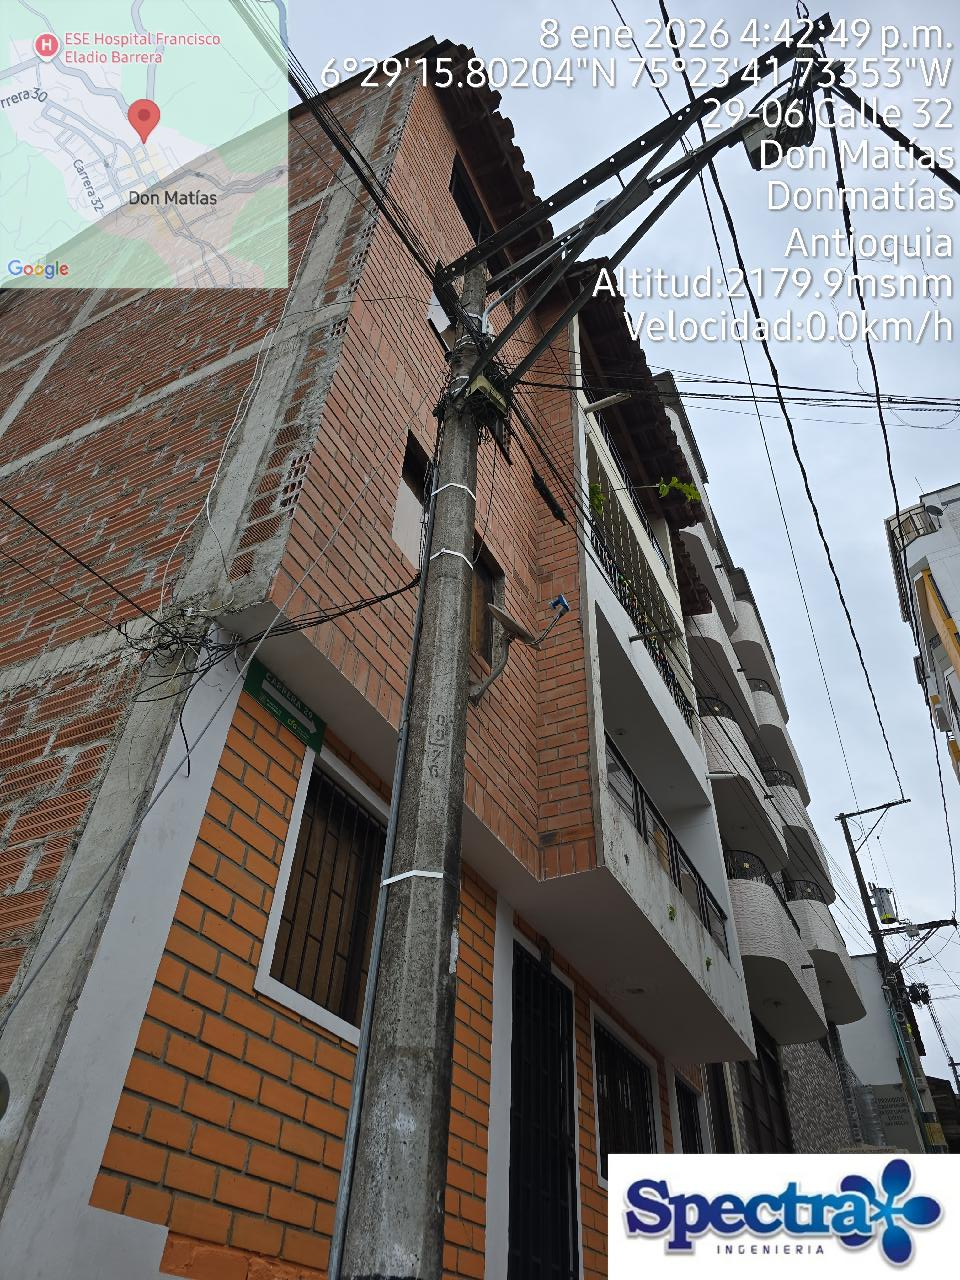 ESE Hospital Francisco
Eladio Barrera
rrera 30
Carrera 32
Don Matías
Google
8 ene 2026 4:42:49 p.m.
6°29'15.80204"N 75°23'41.73353"W
29-06 Calle 32
Don Matías
Donmatías
Antioquia
Altitud:2179.9msnm
Velocidad:0.0km/h
CARRERA 30
Spectra
INGENIERIA